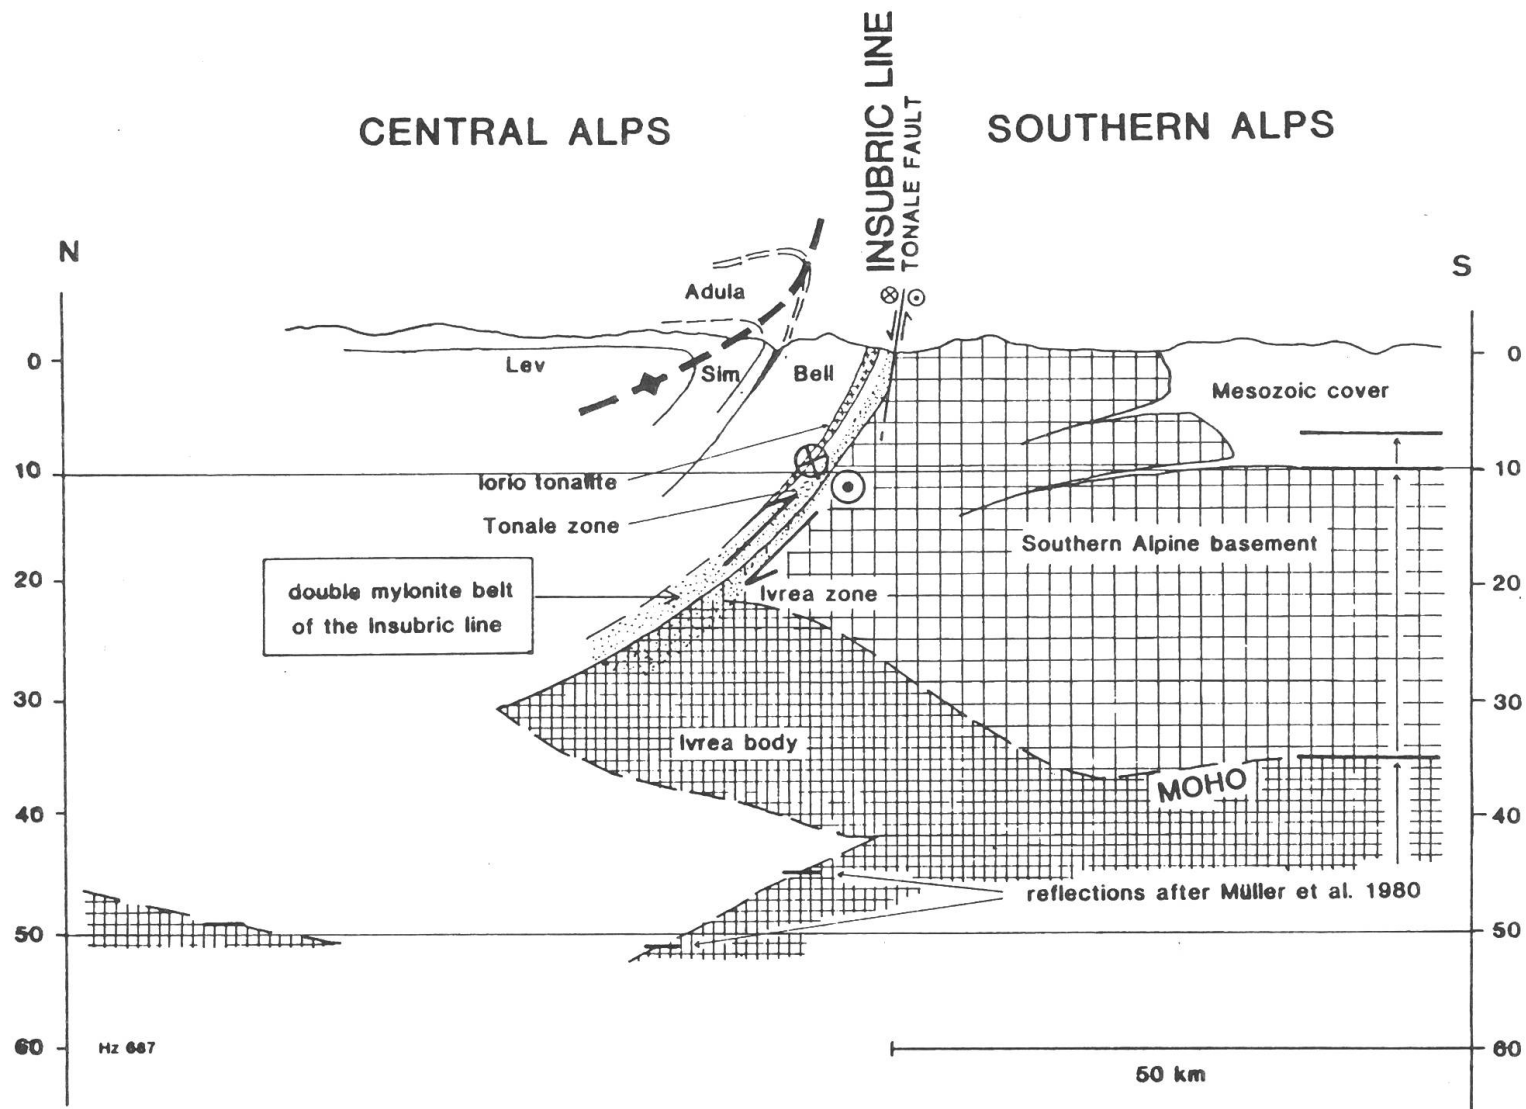 INSUBRIC LINE
TONALE FAULT
CENTRAL ALPS
SOUTHERN ALPS
N
S
Adula
0
Lev
Sim
Bell
0
Mesozoic cover
10
Iorio tonalite
10
Tonale zone
Southern Alpine basement
20
double mylonite belt
of the Insubric line
Ivrea zone
20
30
30
Ivrea body
MOHO
40
40
reflections after Müller et al. 1980
50
50
60
Hz 687
60
50 km